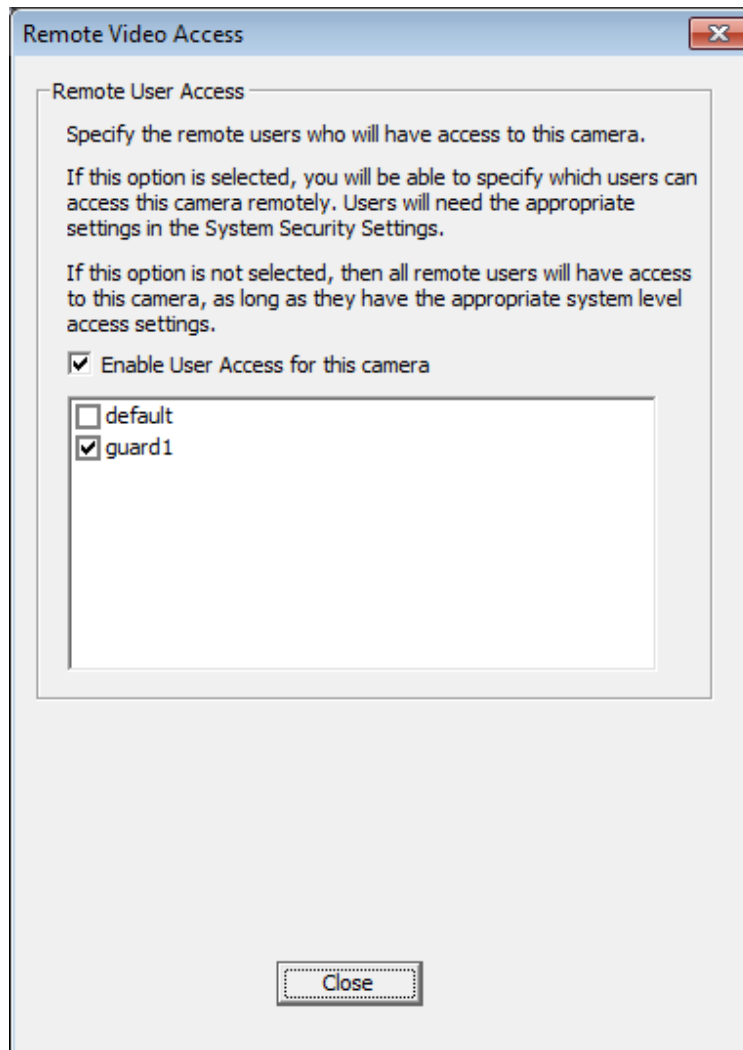 Remote Video Access
Remote User Access
Specify the remote users who will have access to this camera.
If this option is selected, you will be able to specify which users can
access this camera remotely. Users will need the appropriate
settings in the System Security Settings.
If this option is not selected, then all remote users will have access
to this camera, as long as they have the appropriate system level
access settings.
Enable User Access for this camera
default
guard1
Close